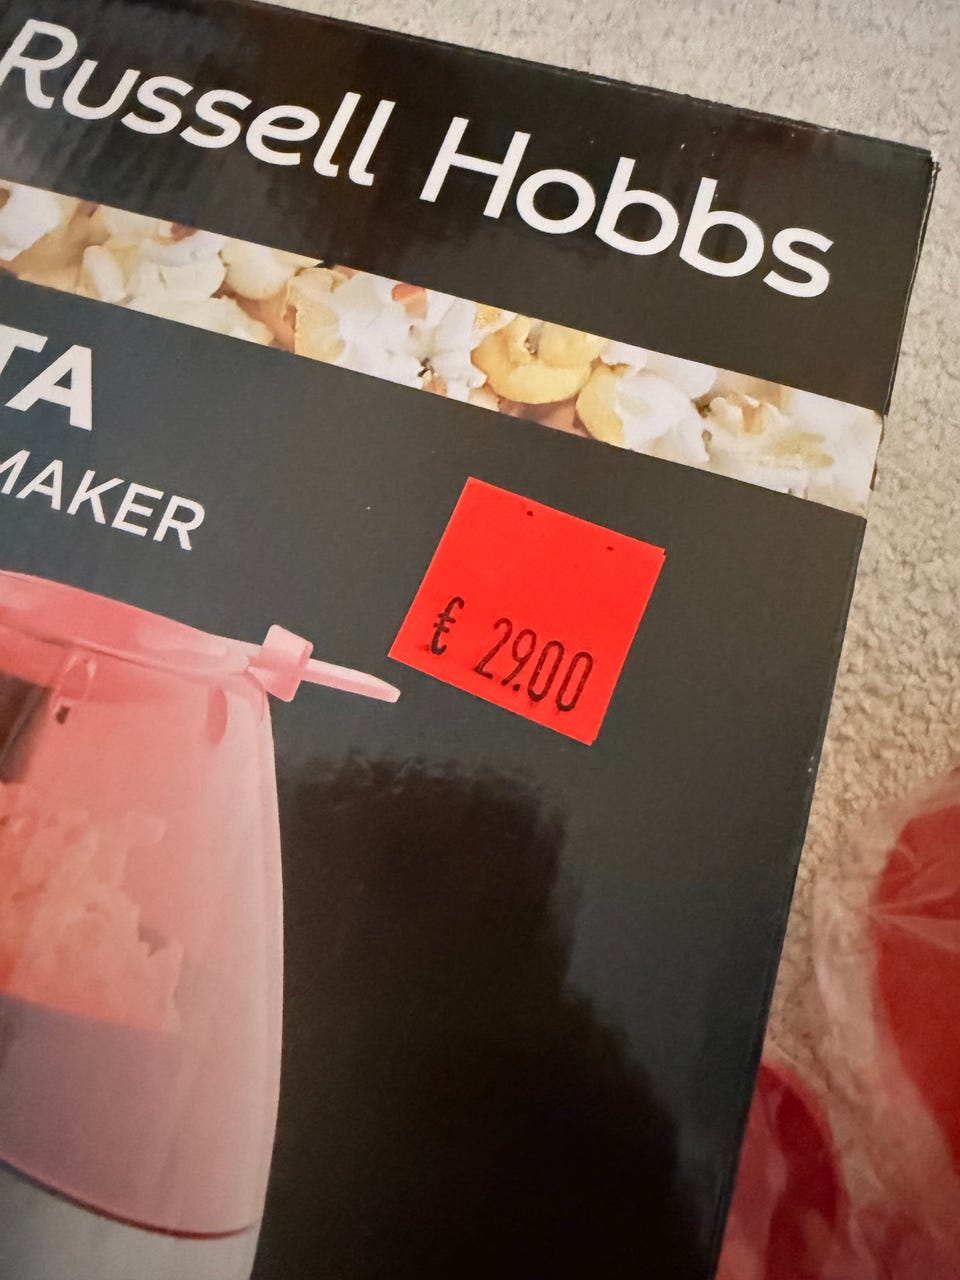 Russell Hobbs
TA
MAKER
€ 29.00